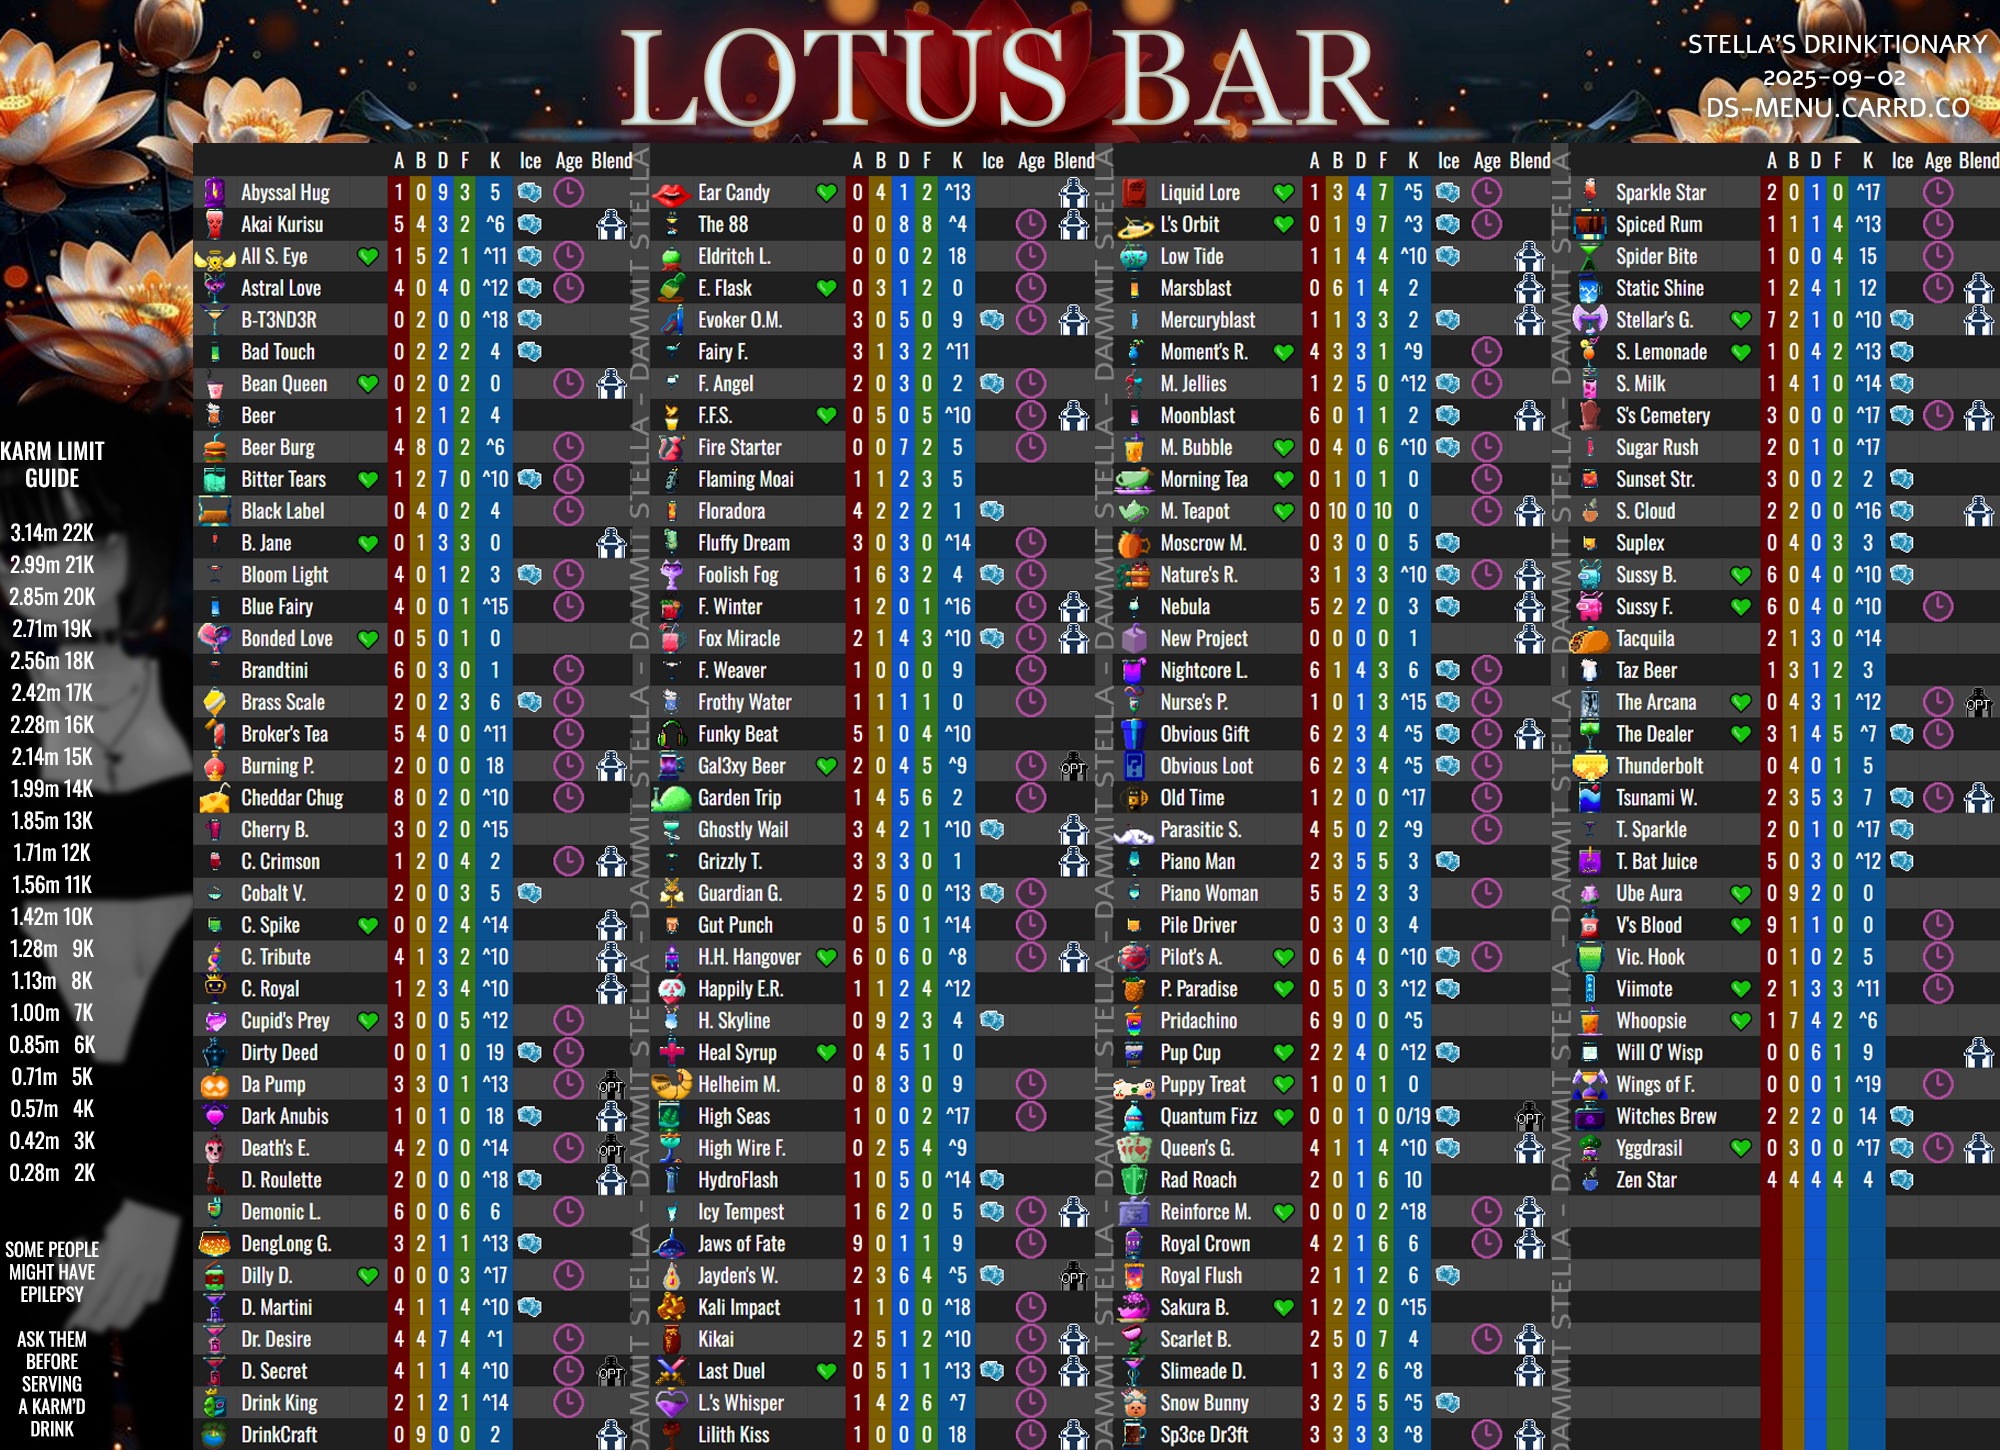 LOTUS BAR
STELLA'S DRINKTIONARY
2025-09-02
DS-MENU.CARRD.CO
KARM LIMIT
GUIDE
3.14m 22K
2.99m 21K
2.85m 20K
2.71m 19K
2.56m 18K
2.42m 17K
2.28m 16K
2.14m 15K
1.99m 14K
1.85m 13K
1.71m 12K
1.56m 11K
1.42m 10K
1.28m 9K
1.13m 8K
1.00m 7K
0.85m 6K
0.71m 5K
0.57m 4K
0.42m 3K
0.28m 2K
SOME PEOPLE
MIGHT HAVE
EPILEPSY
ASK THEM
BEFORE
SERVING
A KARM'D
DRINK
A B D F K Ice Age Blend
Abyssal Hug 1 0 9 3 5
Akai Kurisu 5 4 3 2 ^6
All S. Eye 1 5 2 1 ^11
Astral Love 4 0 4 0 ^12
B-T3ND3R 0 2 0 0 ^18
Bad Touch 0 2 2 2 4
Bean Queen 0 2 0 2 0
Beer 1 2 1 2 4
Beer Burg 4 8 0 2 ^6
Bitter Tears 1 2 7 0 ^10
Black Label 0 4 0 2 4
B. Jane 0 1 3 3 0
Bloom Light 4 0 1 2 3
Blue Fairy 4 0 0 1 ^15
Bonded Love 0 5 0 1 0
Brandtini 6 0 3 0 1
Brass Scale 2 0 2 3 6
Broker's Tea 5 4 0 0 ^11
Burning P. 2 0 0 0 18
Cheddar Chug 8 0 2 0 ^10
Cherry B. 3 0 2 0 ^15
C. Crimson 1 2 0 4 2
Cobalt V. 2 0 0 3 5
C. Spike 0 0 2 4 ^14
C. Tribute 4 1 3 2 ^10
C. Royal 1 2 3 4 ^10
Cupid's Prey 3 0 0 5 ^12
Dirty Deed 0 0 1 0 19
Da Pump 3 3 0 1 ^13 OPT
Dark Anubis 1 0 1 0 18
Death's E. 4 2 0 0 ^14 OPT
D. Roulette 2 0 0 0 ^18
Demonic L. 6 0 0 6 6
DengLong G. 3 2 1 1 ^13
Dilly D. 0 0 0 3 ^17
D. Martini 4 1 1 4 ^10
Dr. Desire 4 4 7 4 ^1
D. Secret 4 1 1 4 ^10 OPT
Drink King 2 1 2 1 ^14
DrinkCraft 0 9 0 0 2
DAMMIT STELLA - DAMMIT STELLA - DAMMIT STELLA - DAMMIT STELLA
A B D F K Ice Age Blend
Ear Candy 0 4 1 2 ^13
The 88 0 0 8 8 ^4
Eldritch L. 0 0 0 2 18
E. Flask 0 3 1 2 0
Evoker O.M. 3 0 5 0 9
Fairy F. 3 1 3 2 ^11
F. Angel 2 0 3 0 2
F.F.S. 0 5 0 5 ^10
Fire Starter 0 0 7 2 5
Flaming Moai 1 1 2 3 5
Floradora 4 2 2 2 1
Fluffy Dream 3 0 3 0 ^14
Foolish Fog 1 6 3 2 4
F. Winter 1 2 0 1 ^16
Fox Miracle 2 1 4 3 ^10
F. Weaver 1 0 0 0 9
Frothy Water 1 1 1 1 0
Funky Beat 5 1 0 4 ^10
Gal3xy Beer 2 0 4 5 ^9 OPT
Garden Trip 1 4 5 6 2
Ghostly Wail 3 4 2 1 ^10
Grizzly T. 3 3 3 0 1
Guardian G. 2 5 0 0 ^13
Gut Punch 0 5 0 1 ^14
H.H. Hangover 6 0 6 0 ^8
Happily E.R. 1 1 2 4 ^12
H. Skyline 0 9 2 3 4
Heal Syrup 0 4 5 1 0
Helheim M. 0 8 3 0 9
High Seas 1 0 0 2 ^17
High Wire F. 0 2 5 4 ^9
HydroFlash 1 0 5 0 ^14
Icy Tempest 1 6 2 0 5
Jaws of Fate 9 0 1 1 9
Jayden's W. 2 3 6 4 ^5 OPT
Kali Impact 1 1 0 0 ^18
Kikai 2 5 1 2 ^10
Last Duel 0 5 1 1 ^13
L.'s Whisper 1 4 2 6 ^7
Lilith Kiss 1 0 0 0 18
DAMMIT STELLA - DAMMIT STELLA - DAMMIT STELLA - DAMMIT STELLA
A B D F K Ice Age Blend
Liquid Lore 1 3 4 7 ^5
L's Orbit 0 1 9 7 ^3
Low Tide 1 1 4 4 ^10
Marsblast 0 6 1 4 2
Mercuryblast 1 1 3 3 2
Moment's R. 4 3 3 1 ^9
M. Jellies 1 2 5 0 ^12
Moonblast 6 0 1 1 2
M. Bubble 0 4 0 6 ^10
Morning Tea 0 1 0 1 0
M. Teapot 0 10 0 10 0
Moscrow M. 0 3 0 0 5
Nature's R. 3 1 3 3 ^10
Nebula 5 2 2 0 3
New Project 0 0 0 0 1
Nightcore L. 6 1 4 3 6
Nurse's P. 1 0 1 3 ^15
Obvious Gift 6 2 3 4 ^5
Obvious Loot 6 2 3 4 ^5
Old Time 1 2 0 0 ^17
Parasitic S. 4 5 0 2 ^9
Piano Man 2 3 5 5 3
Piano Woman 5 5 2 3 3
Pile Driver 0 3 0 3 4
Pilot's A. 0 6 4 0 ^10
P. Paradise 0 5 0 3 ^12
Pridachino 6 9 0 0 ^5
Pup Cup 2 2 4 0 ^12
Puppy Treat 1 0 0 1 0
Quantum Fizz 0 0 1 0 0/19 OPT
Queen's G. 4 1 1 4 ^10
Rad Roach 2 0 1 6 10
Reinforce M. 0 0 0 2 ^18
Royal Crown 4 2 1 6 6
Royal Flush 2 1 1 2 6
Sakura B. 1 2 2 0 ^15
Scarlet B. 2 5 0 7 4
Slimeade D. 1 3 2 6 ^8
Snow Bunny 3 2 5 5 ^5
Sp3ce Dr3ft 3 3 3 3 ^8
DAMMIT STELLA - DAMMIT STELLA - DAMMIT STELLA - DAMMIT STELLA
A B D F K Ice Age Blend
Sparkle Star 2 0 1 0 ^17
Spiced Rum 1 1 1 4 ^13
Spider Bite 1 0 0 4 15
Static Shine 1 2 4 1 12
Stellar's G. 7 2 1 0 ^10
S. Lemonade 1 0 4 2 ^13
S. Milk 1 4 1 0 ^14
S's Cemetery 3 0 0 0 ^17
Sugar Rush 2 0 1 0 ^17
Sunset Str. 3 0 0 2 2
S. Cloud 2 2 0 0 ^16
Suplex 0 4 0 3 3
Sussy B. 6 0 4 0 ^10
Sussy F. 6 0 4 0 ^10
Tacquila 2 1 3 0 ^14
Taz Beer 1 3 1 2 3
The Arcana 0 4 3 1 ^12 OPT
The Dealer 3 1 4 5 ^7
Thunderbolt 0 4 0 1 5
Tsunami W. 2 3 5 3 7
T. Sparkle 2 0 1 0 ^17
T. Bat Juice 5 0 3 0 ^12
Ube Aura 0 9 2 0 0
V's Blood 9 1 1 0 0
Vic. Hook 0 1 0 2 5
Viimote 2 1 3 3 ^11
Whoopsie 1 7 4 2 ^6
Will O' Wisp 0 0 6 1 9
Wings of F. 0 0 0 1 ^19
Witches Brew 2 2 2 0 14
Yggdrasil 0 3 0 0 ^17
Zen Star 4 4 4 4 4